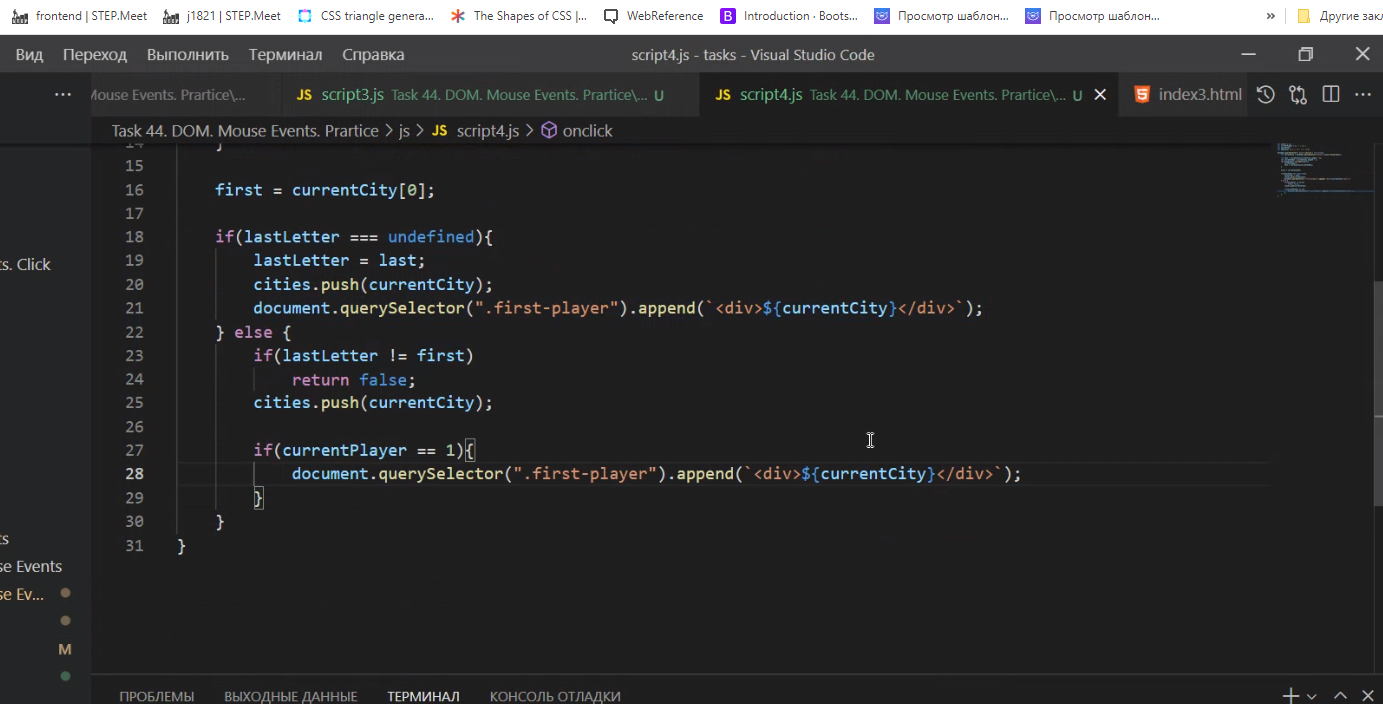 frontend | STEP.Meet j1821 | STEP.Meet CSS triangle genera... The Shapes of CSS |... WebReference B Introduction · Boots... Просмотр шаблон... Просмотр шаблон... » Другие закл
Вид Переход Выполнить Терминал Справка script4.js - tasks - Visual Studio Code
... Mouse Events. Prartice\... JS script3.js Task 44. DOM. Mouse Events. Prartice\... U JS script4.js Task 44. DOM. Mouse Events. Prartice\... U index3.html
Task 44. DOM. Mouse Events. Prartice > js > JS script4.js > onclick
14 }
15
16 first = currentCity[0];
17
18 if(lastLetter === undefined){
19 lastLetter = last;
20 cities.push(currentCity);
21 document.querySelector(".first-player").append(`<div>${currentCity}</div>`);
22 } else {
23 if(lastLetter != first)
24 return false;
25 cities.push(currentCity);
26
27 if(currentPlayer == 1){
28 document.querySelector(".first-player").append(`<div>${currentCity}</div>`);
29 }
30 }
31 }
ts. Click
ts
se Events
se Ev...
M
ПРОБЛЕМЫ ВЫХОДНЫЕ ДАННЫЕ ТЕРМИНАЛ КОНСОЛЬ ОТЛАДКИ